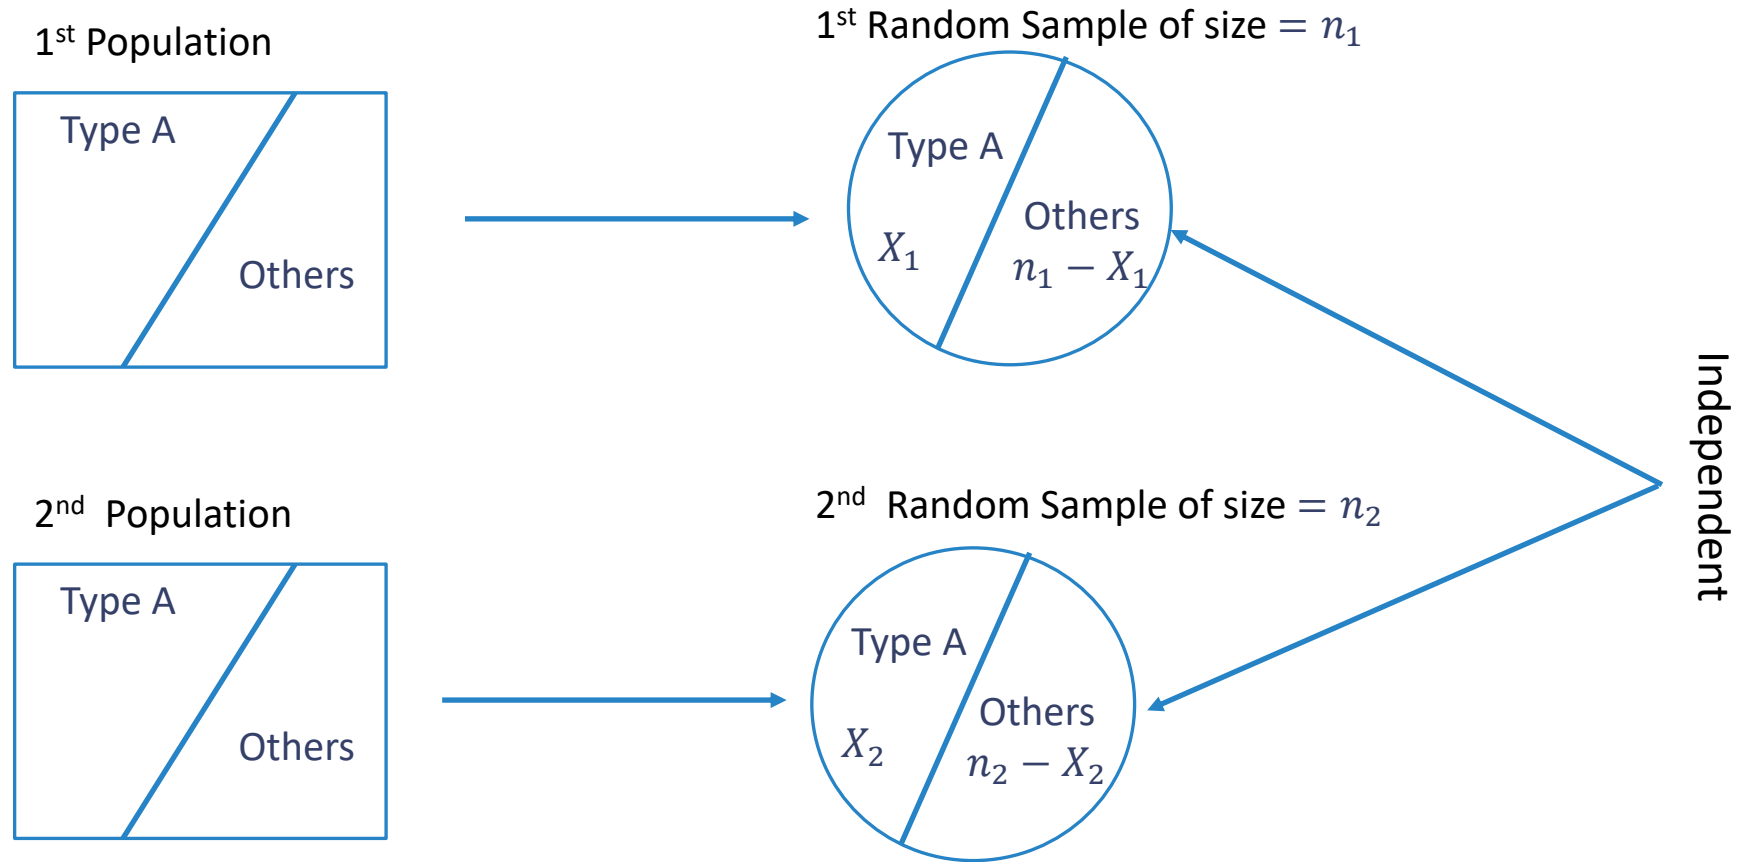 1st Population
Type A
Others
1st Random Sample of size = n₁
Type A
X₁
Others
n₁ − X₁
2nd Population
Type A
Others
2nd Random Sample of size = n₂
Type A
X₂
Others
n₂ − X₂
Independent